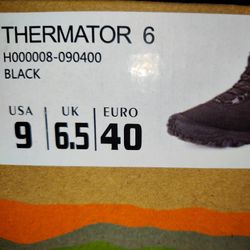 THERMATOR 6
H000008-090400
BLACK
USA UK EURO
9 6.5 40